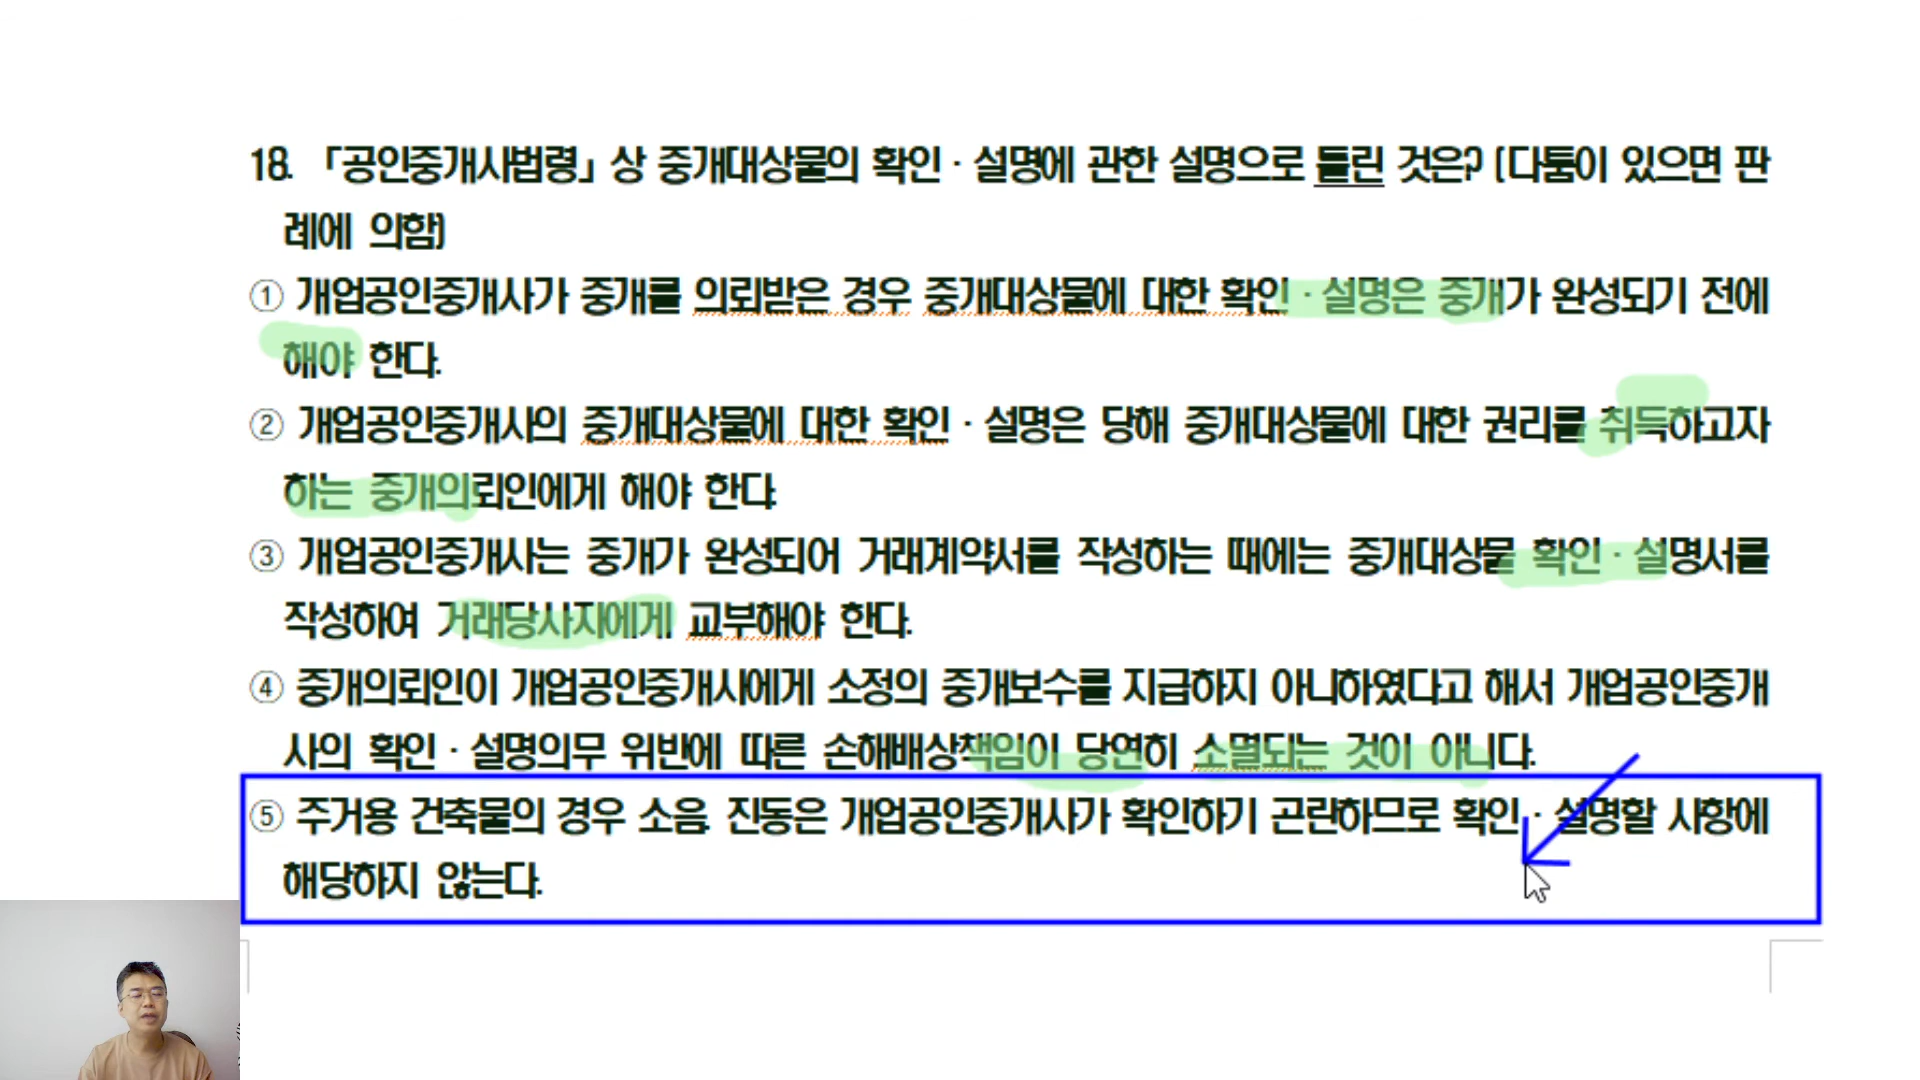 18. 「공인중개사법령」상 중개대상물의 확인·설명에 관한 설명으로 틀린 것은? (다툼이 있으면 판
례에 의함)
① 개업공인중개사가 중개를 의뢰받은 경우 중개대상물에 대한 확인·설명은 중개가 완성되기 전에
해야 한다.
② 개업공인중개사의 중개대상물에 대한 확인·설명은 당해 중개대상물에 대한 권리를 취득하고자
하는 중개의뢰인에게 해야 한다.
③ 개업공인중개사는 중개가 완성되어 거래계약서를 작성하는 때에는 중개대상물 확인·설명서를
작성하여 거래당사자에게 교부해야 한다.
④ 중개의뢰인이 개업공인중개사에게 소정의 중개보수를 지급하지 아니하였다고 해서 개업공인중개
사의 확인·설명의무 위반에 따른 손해배상책임이 당연히 소멸되는 것이 아니다.
⑤ 주거용 건축물의 경우 소음, 진동은 개업공인중개사가 확인하기 곤란하므로 확인·설명할 사항에
해당하지 않는다.